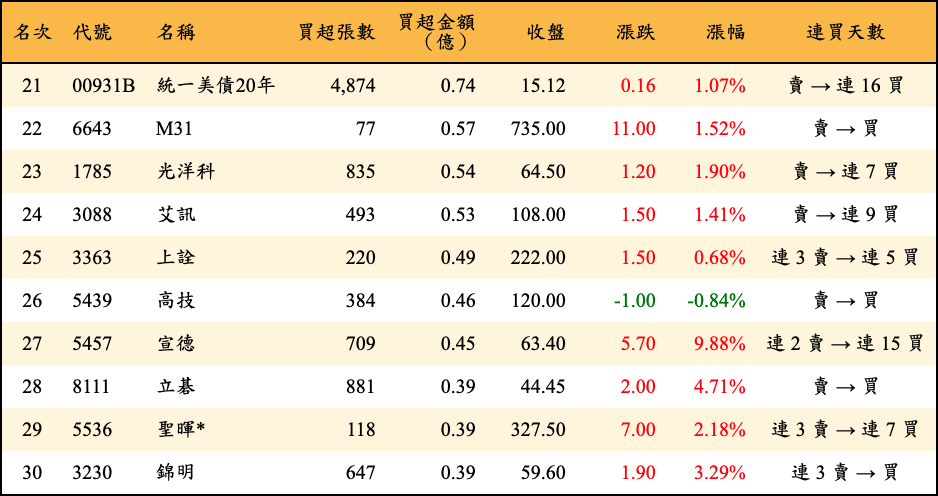 名次 代號 名稱 買超張數 買超金額（億） 收盤 漲跌 漲幅 連買天數
21 00931B 統一美債20年 4,874 0.74 15.12 0.16 1.07% 賣 → 連 16 買
22 6643 M31 77 0.57 735.00 11.00 1.52% 賣 → 買
23 1785 光洋科 835 0.54 64.50 1.20 1.90% 賣 → 連 7 買
24 3088 艾訊 493 0.53 108.00 1.50 1.41% 賣 → 連 9 買
25 3363 上詮 220 0.49 222.00 1.50 0.68% 連 3 賣 → 連 5 買
26 5439 高技 384 0.46 120.00 -1.00 -0.84% 賣 → 買
27 5457 宣德 709 0.45 63.40 5.70 9.88% 連 2 賣 → 連 15 買
28 8111 立碁 881 0.39 44.45 2.00 4.71% 賣 → 買
29 5536 聖暉* 118 0.39 327.50 7.00 2.18% 連 3 賣 → 連 7 買
30 3230 錦明 647 0.39 59.60 1.90 3.29% 連 3 賣 → 買